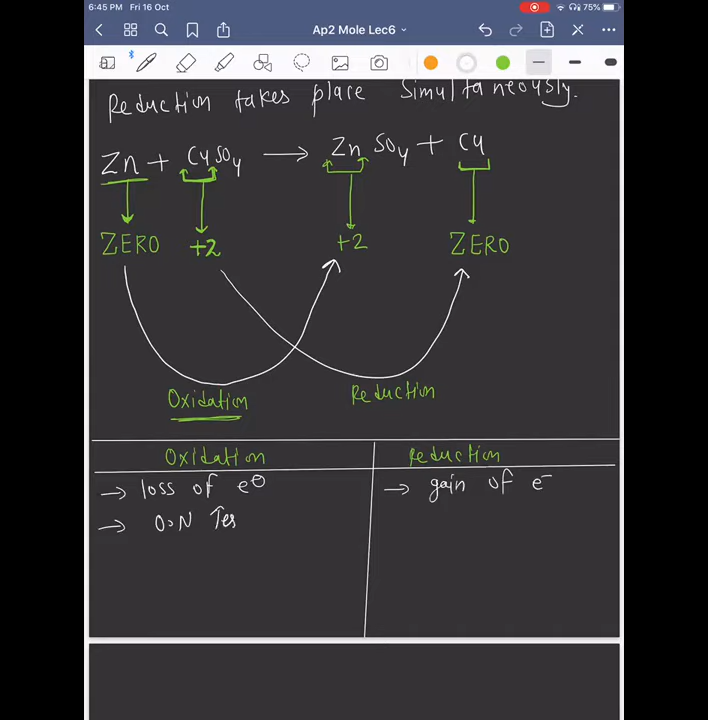 6:45 PM Fri 16 Oct 75%
Ap2 Mole Lec6
Reduction takes place Simultaneously.
Zn + CuSO4 → ZnSO4 + Cu
ZERO +2 +2 ZERO
Oxidation Reduction
Oxidation Reduction
→ loss of e⊖ → gain of e-
→ O.N ↑es